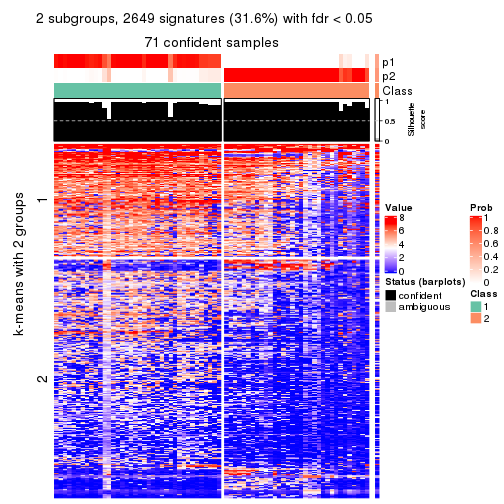 2 subgroups, 2649 signatures (31.6%) with fdr < 0.05
71 confident samples
p1
p2
Class
1
0.5
0
Silhouette
score
k-means with 2 groups
1
2
Value
8
6
4
2
0
Status (barplots)
confident
ambiguous
Prob
1
0.8
0.6
0.4
0.2
0
Class
1
2